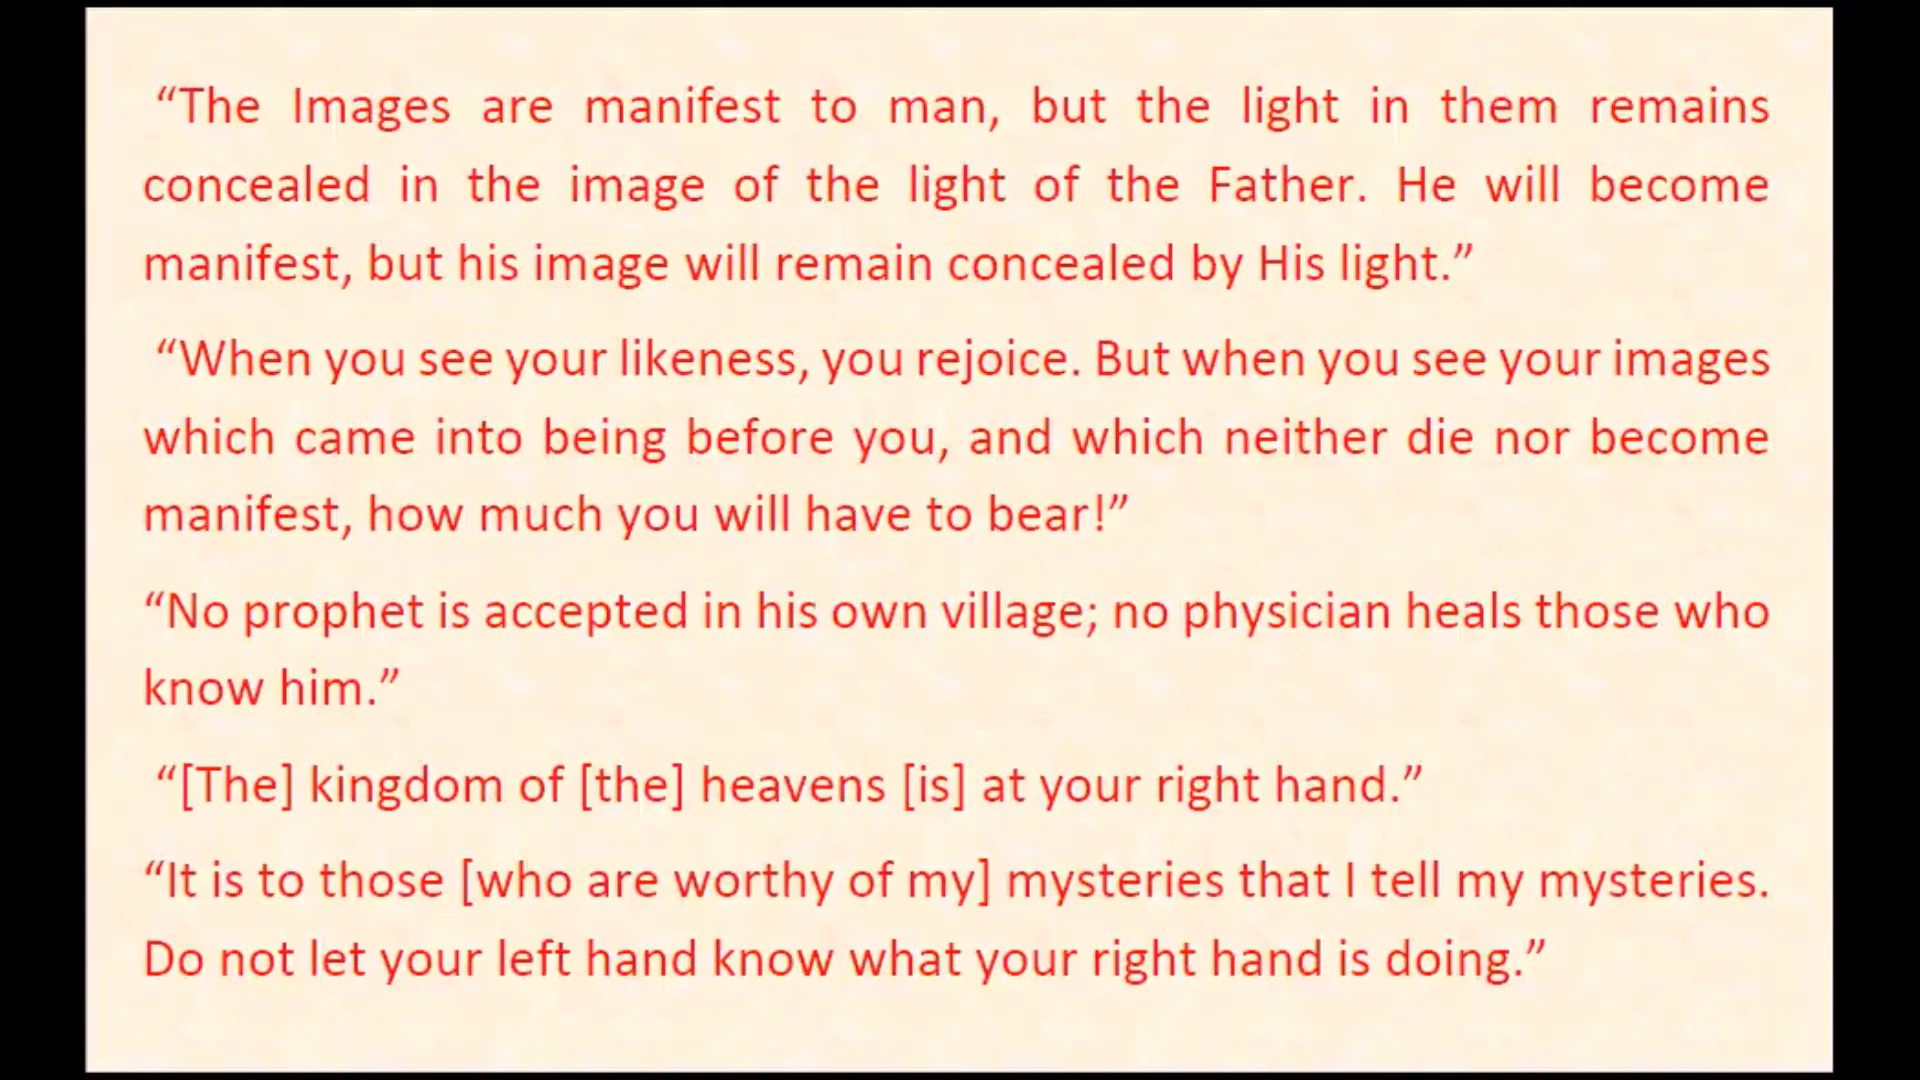 “The Images are manifest to man, but the light in them remains
concealed in the image of the light of the Father. He will become
manifest, but his image will remain concealed by His light.”
“When you see your likeness, you rejoice. But when you see your images
which came into being before you, and which neither die nor become
manifest, how much you will have to bear!”
“No prophet is accepted in his own village; no physician heals those who
know him.”
“[The] kingdom of [the] heavens [is] at your right hand.”
“It is to those [who are worthy of my] mysteries that I tell my mysteries.
Do not let your left hand know what your right hand is doing.”